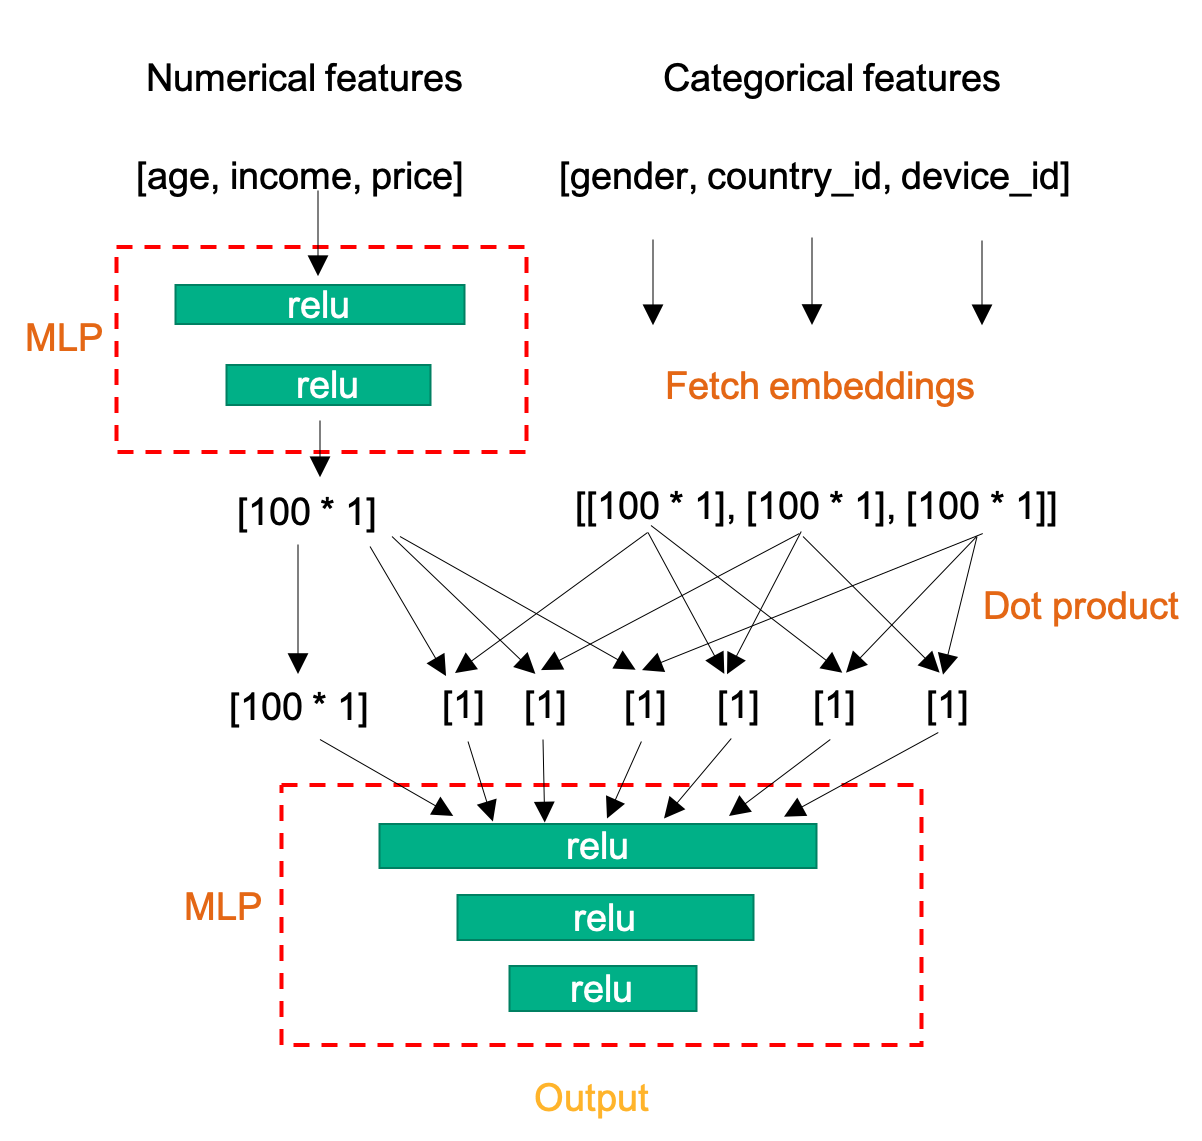 Numerical features
Categorical features
[age, income, price]
[gender, country_id, device_id]
relu
MLP
relu
Fetch embeddings
[100 * 1]
[[100 * 1], [100 * 1], [100 * 1]]
Dot product
[100 * 1] [1] [1] [1] [1] [1] [1]
relu
MLP
relu
relu
Output